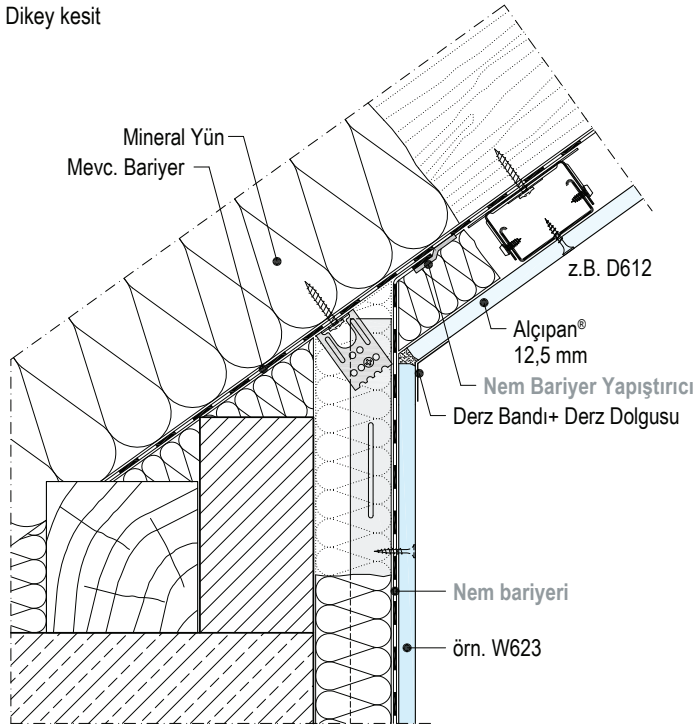 Dikey kesit
Mineral Yün
Mevc. Bariyer
z.B. D612
Alçıpan®
12,5 mm
Nem Bariyer Yapıştırıcı
Derz Bandı+ Derz Dolgusu
Nem bariyeri
örn. W623